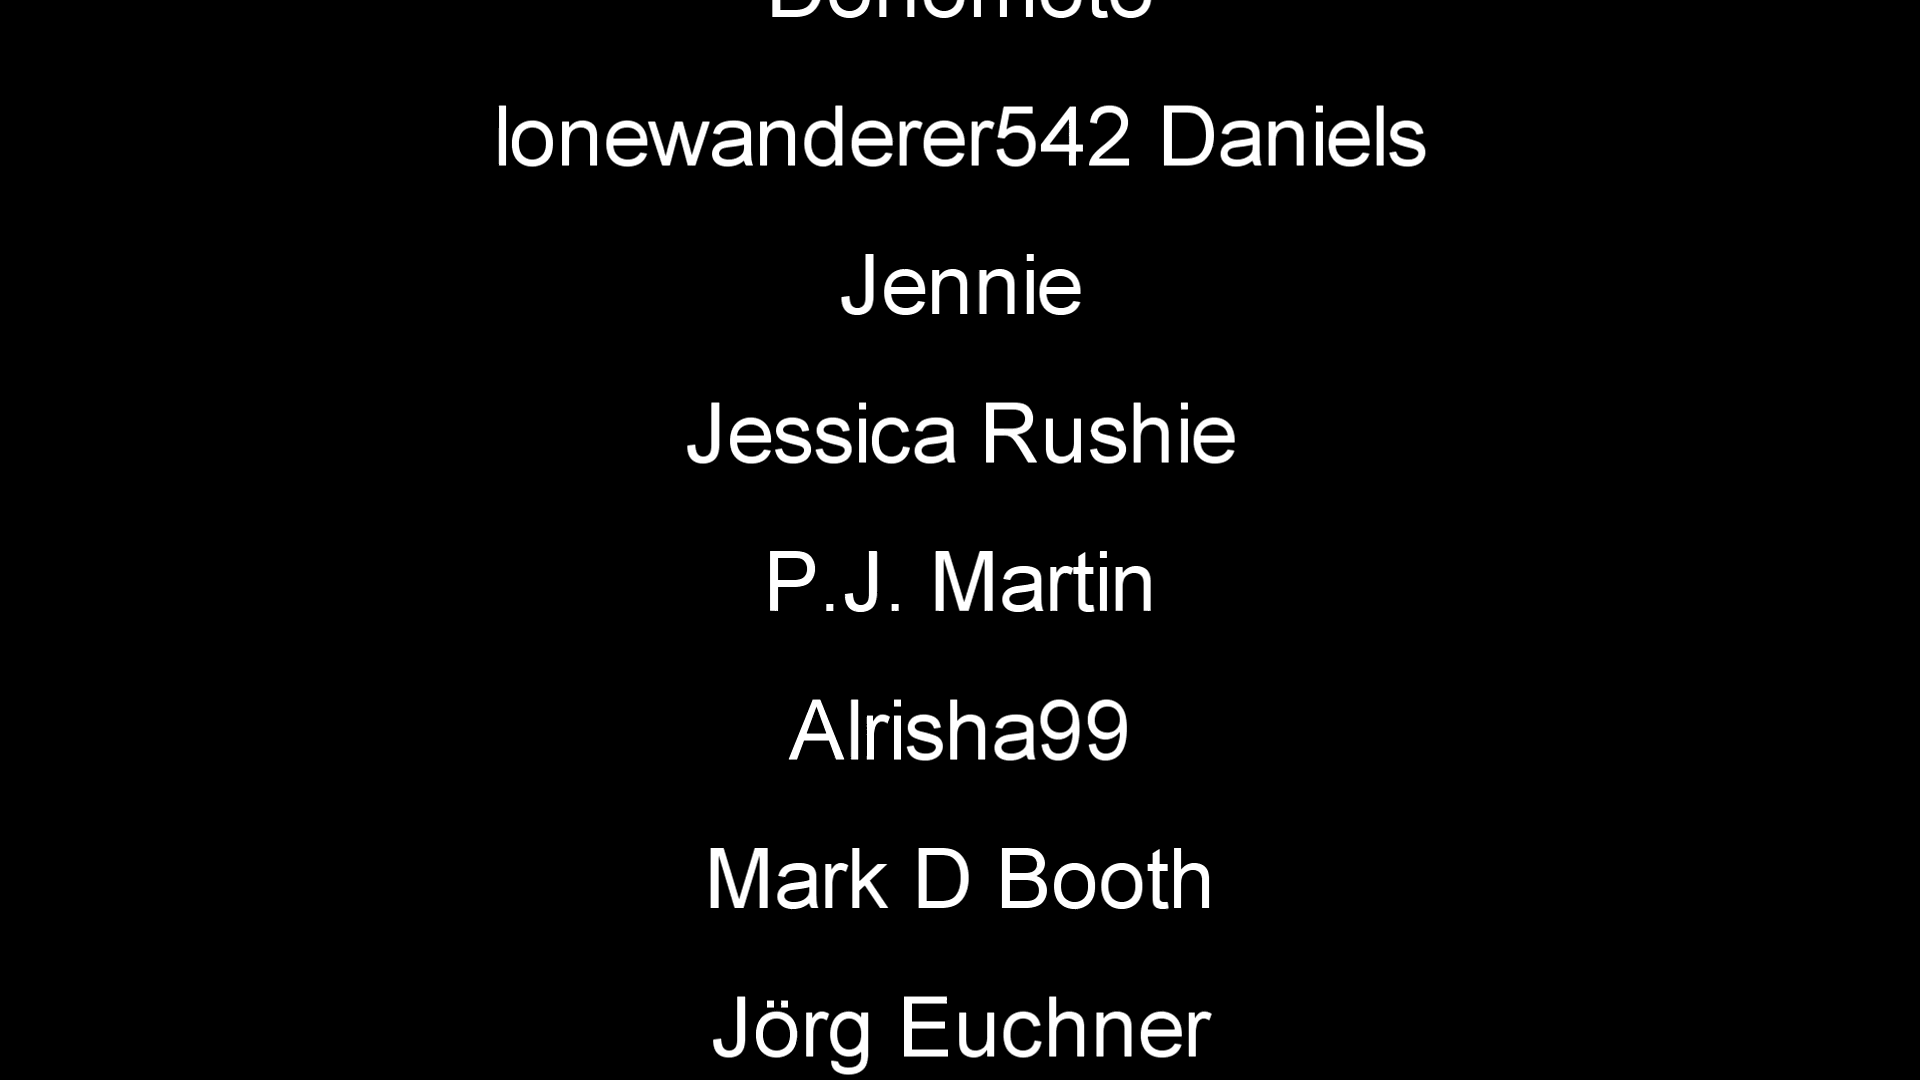 lonewanderer542 Daniels
Jennie
Jessica Rushie
P.J. Martin
Alrisha99
Mark D Booth
Jörg Euchner